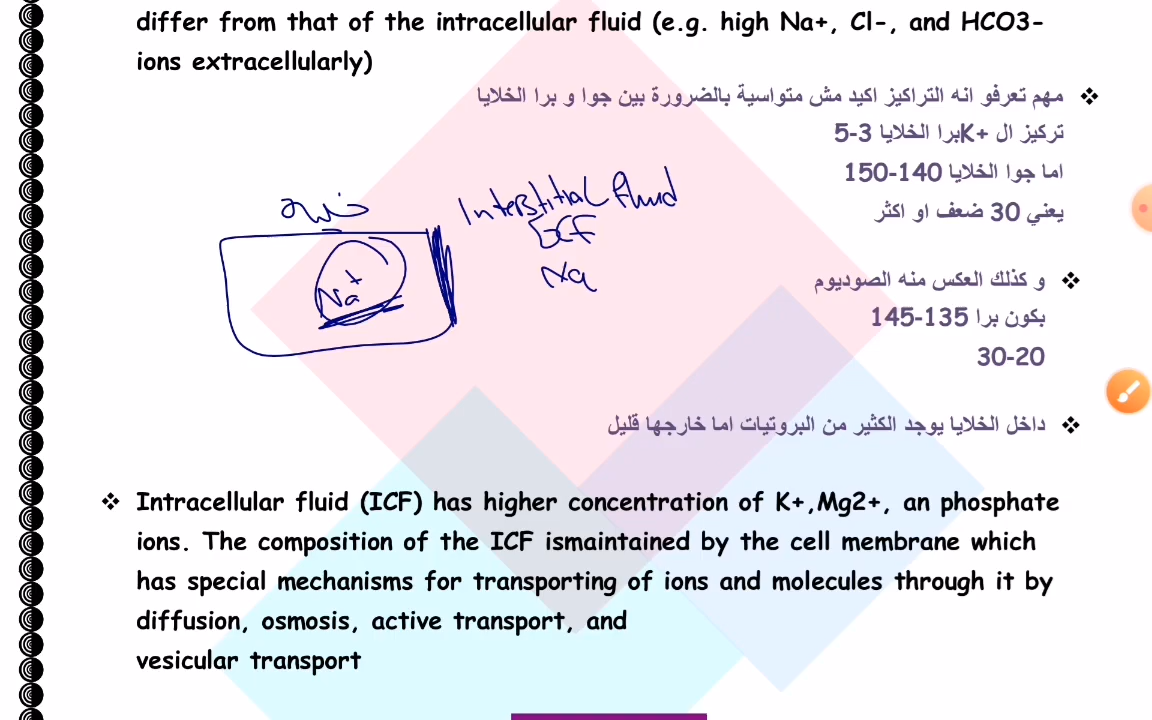 differ from that of the intracellular fluid (e.g. high Na+, Cl-, and HCO3-
ions extracellularly)
❖ مهم تعرفو انه التراكيز اكيد مش متواسية بالضرورة بين جوا و برا الخلايا
تركيز ال +Kبرا الخلايا 3-5
اما جوا الخلايا 140-150
يعني 30 ضعف او اكثر
Interstitial fluid
ECF
Na
Na+
❖ و كذلك العكس منه الصوديوم
بكون برا 135-145
20-30
❖ داخل الخلايا يوجد الكثير من البروتيات اما خارجها قليل
❖ Intracellular fluid (ICF) has higher concentration of K+,Mg2+, an phosphate
ions. The composition of the ICF ismaintained by the cell membrane which
has special mechanisms for transporting of ions and molecules through it by
diffusion, osmosis, active transport, and
vesicular transport